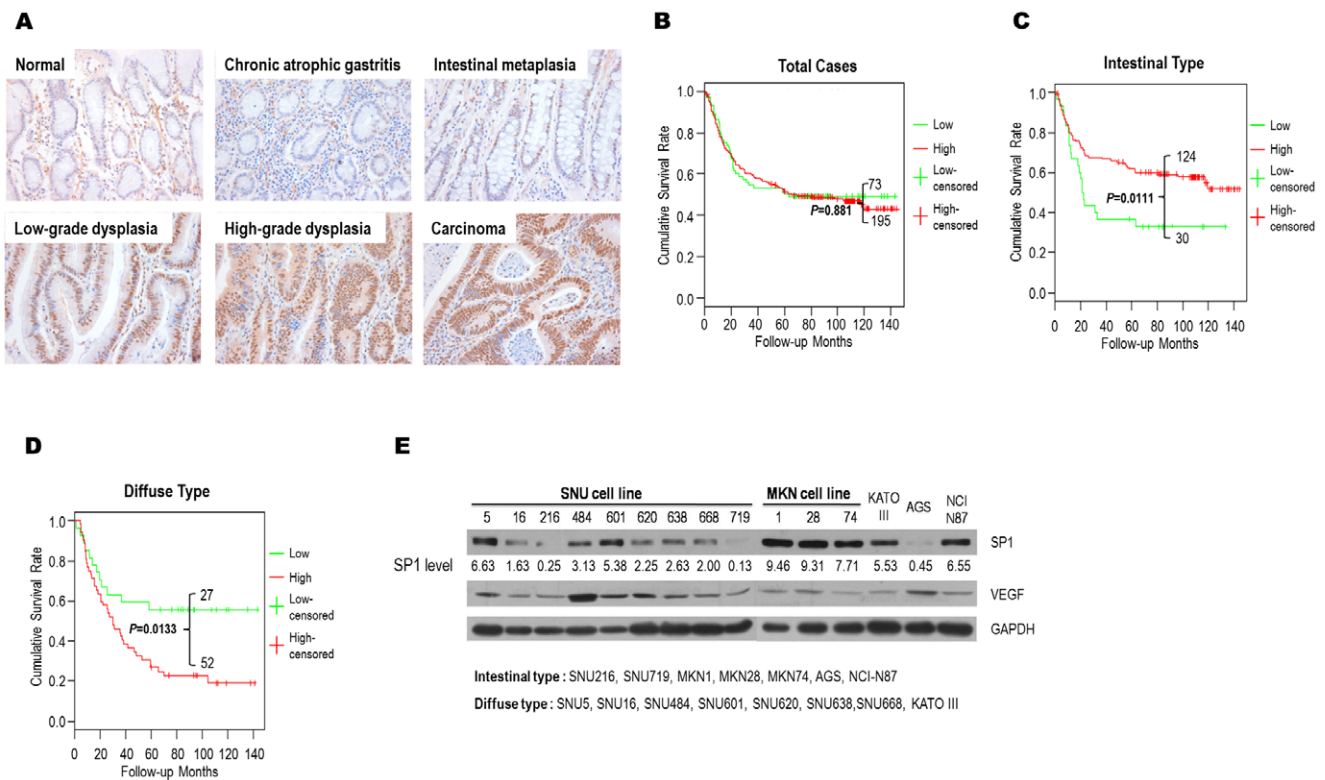 A
Normal
Chronic atrophic gastritis
Intestinal metaplasia
Low-grade dysplasia
High-grade dysplasia
Carcinoma
B
Total Cases
Cumulative Survival Rate
1.0
0.8
0.6
0.4
0.2
0.0
0 20 40 60 80 100 120 140
Follow-up Months
P=0.881
73
195
Low
High
Low-
censored
High-
censored
C
Intestinal Type
Cumulative Survival Rate
1.0
0.8
0.6
0.4
0.2
0.0
0 20 40 60 80 100 120 140
Follow-up Months
P=0.0111
124
30
Low
High
Low-
censored
High-
censored
D
Diffuse Type
Cumulative Survival Rate
1.0
0.8
0.6
0.4
0.2
0.0
0 20 40 60 80 100 120 140
Follow-up Months
P=0.0133
27
52
Low
High
Low-
censored
High-
censored
E
SNU cell line MKN cell line KATO III AGS NCI N87
5 16 216 484 601 620 638 668 719 1 28 74
SP1
SP1 level 6.63 1.63 0.25 3.13 5.38 2.25 2.63 2.00 0.13 9.46 9.31 7.71 5.53 0.45 6.55
VEGF
GAPDH
Intestinal type : SNU216, SNU719, MKN1, MKN28, MKN74, AGS, NCI-N87
Diffuse type : SNU5, SNU16, SNU484, SNU601, SNU620, SNU638,SNU668, KATO III